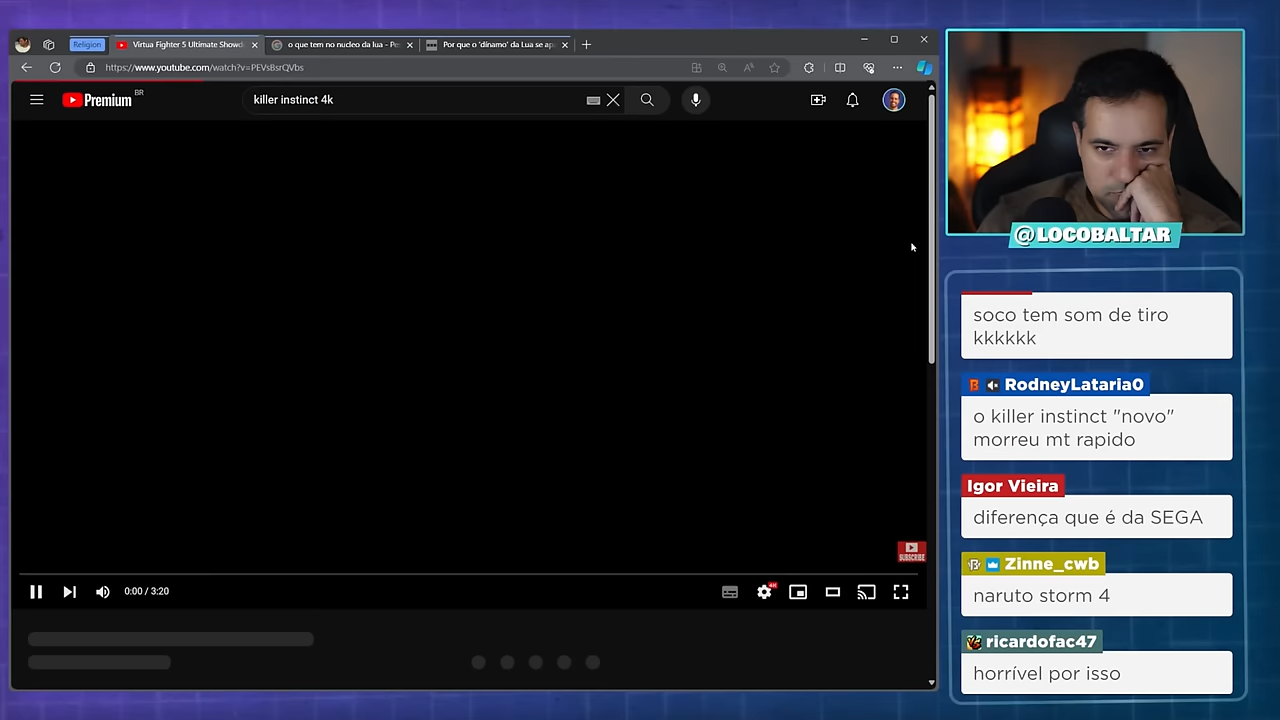 Religion
Virtua Fighter 5 Ultimate Showd
o que tem no nucleo da lua - Pe
Por que o 'dínamo' da Lua se ap
https://www.youtube.com/watch?v=PEVsBsrQVbs
Premium BR
killer instinct 4k
SUBSCRIBE
0:00 / 3:20
@LOCOBALTAR
soco tem som de tiro
kkkkkk
RodneyLataria0
o killer instinct "novo"
morreu mt rapido
Igor Vieira
diferença que é da SEGA
Zinne_cwb
naruto storm 4
ricardofac47
horrível por isso